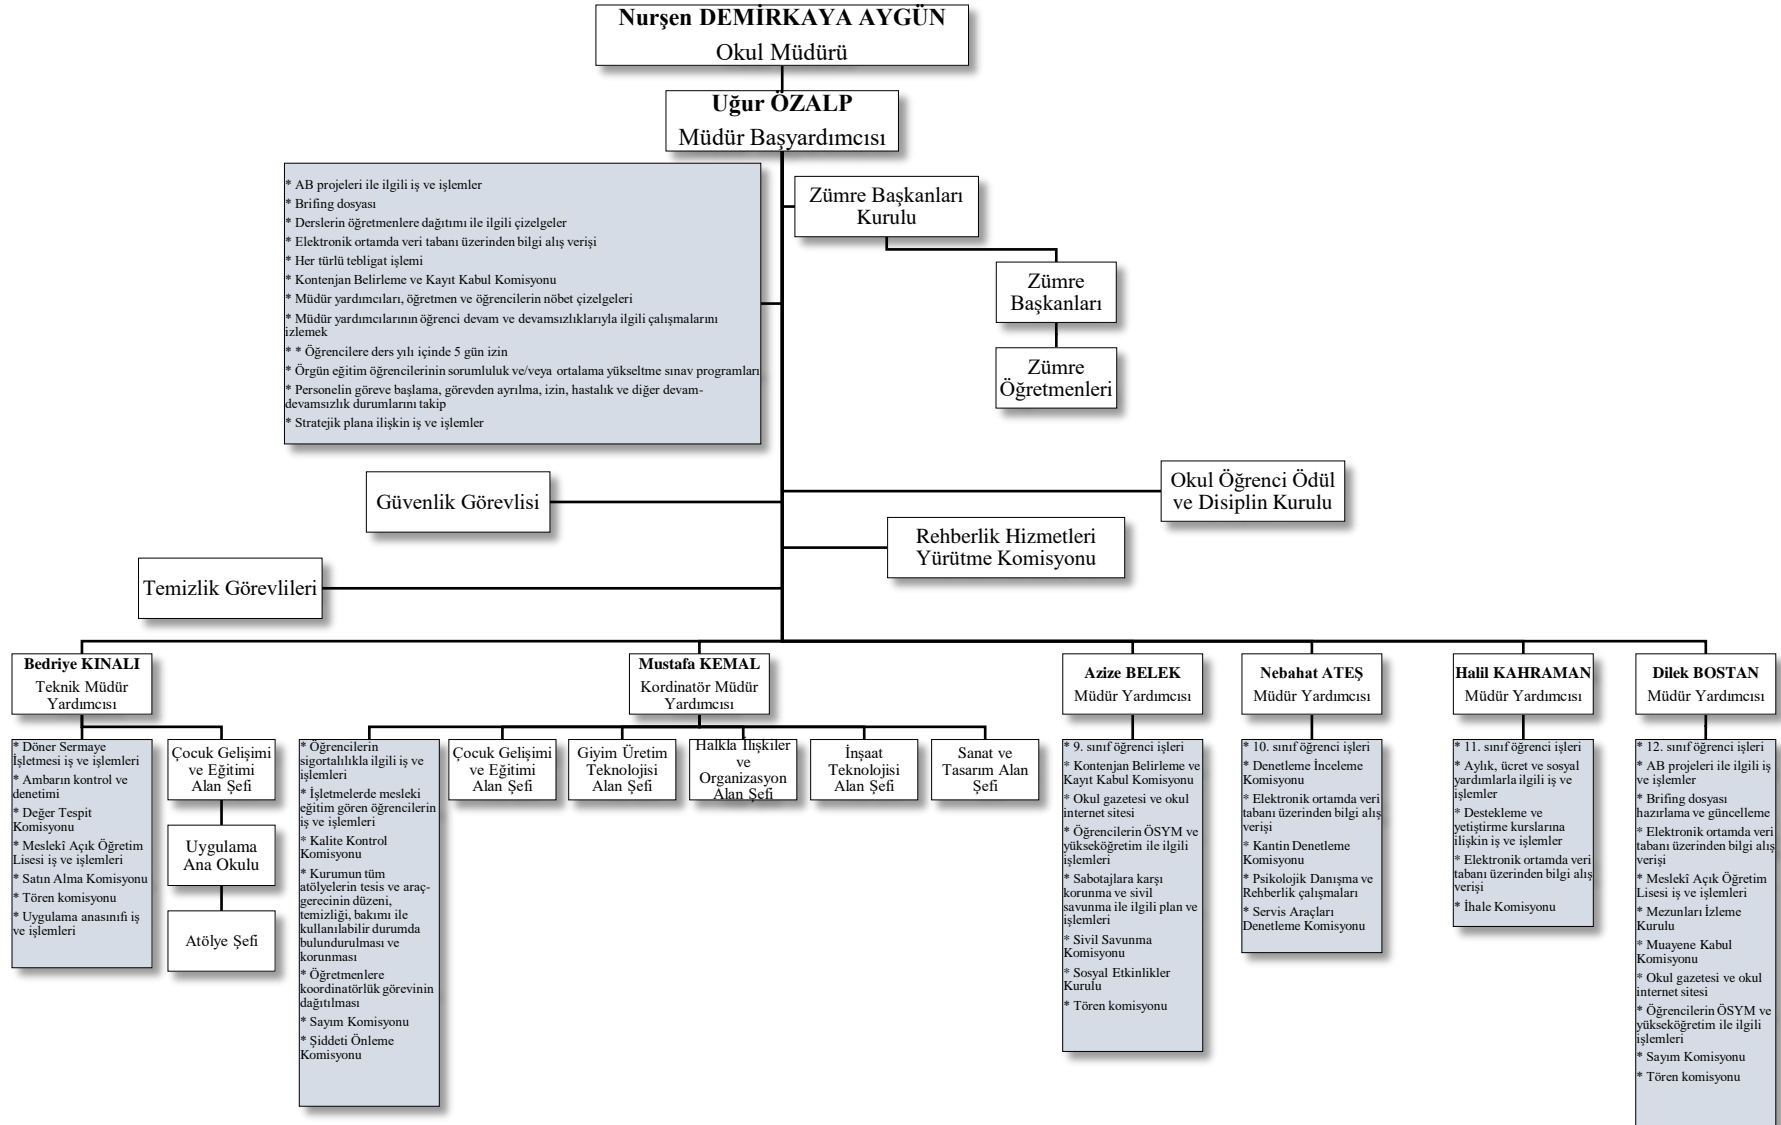 Nurşen DEMİRKAYA AYGÜN
Okul Müdürü
Uğur ÖZALP
Müdür Başyardımcısı
* AB projeleri ile ilgili iş ve işlemler
* Brifing dosyası
* Derslerin öğretmenlere dağıtımı ile ilgili çizelgeler
* Elektronik ortamda veri tabanı üzerinden bilgi alış verişi
* Her türlü tebligat işlemi
* Kontenjan Belirleme ve Kayıt Kabul Komisyonu
* Müdür yardımcıları, öğretmen ve öğrencilerin nöbet çizelgeleri
* Müdür yardımcılarının öğrenci devam ve devamsızlıklarıyla ilgili çalışmalarını
izlemek
* * Öğrencilere ders yılı içinde 5 gün izin
* Örgün eğitim öğrencilerinin sorumluluk ve/veya ortalama yükseltme sınav programları
* Personelin göreve başlama, görevden ayrılma, izin, hastalık ve diğer devam-
devamsızlık durumlarını takip
* Stratejik plana ilişkin iş ve işlemler
Zümre Başkanları
Kurulu
Zümre
Başkanları
Zümre
Öğretmenleri
Güvenlik Görevlisi
Okul Öğrenci Ödül
ve Disiplin Kurulu
Rehberlik Hizmetleri
Yürütme Komisyonu
Temizlik Görevlileri
Bedriye KINALI
Teknik Müdür
Yardımcısı
* Döner Sermaye
İşletmesi iş ve işlemleri
* Ambarın kontrol ve
denetimi
* Değer Tespit
Komisyonu
* Meslekî Açık Öğretim
Lisesi iş ve işlemleri
* Satın Alma Komisyonu
* Tören komisyonu
* Uygulama anasınıfı iş
ve işlemleri
Çocuk Gelişimi
ve Eğitimi
Alan Şefi
Uygulama
Ana Okulu
Atölye Şefi
Mustafa KEMAL
Kordinatör Müdür
Yardımcısı
* Öğrencilerin
sigortalılıkla ilgili iş ve
işlemleri
* İşletmelerde mesleki
eğitim gören öğrencilerin
iş ve işlemleri
* Kalite Kontrol
Komisyonu
* Kurumun tüm
atölyelerin tesis ve araç-
gerecinin düzeni,
temizliği, bakımı ile
kullanılabilir durumda
bulundurulması ve
korunması
* Öğretmenlere
koordinatörlük görevinin
dağıtılması
* Sayım Komisyonu
* Şiddeti Önleme
Komisyonu
Çocuk Gelişimi
ve Eğitimi
Alan Şefi
Giyim Üretim
Teknolojisi
Alan Şefi
Halkla İlişkiler
ve
Organizasyon
Alan Şefi
İnşaat
Teknolojisi
Alan Şefi
Sanat ve
Tasarım Alan
Şefi
Azize BELEK
Müdür Yardımcısı
* 9. sınıf öğrenci işleri
* Kontenjan Belirleme ve
Kayıt Kabul Komisyonu
* Okul gazetesi ve okul
internet sitesi
* Öğrencilerin ÖSYM ve
yükseköğretim ile ilgili
işlemleri
* Sabotajlara karşı
korunma ve sivil
savunma ile ilgili plan ve
işlemleri
* Sivil Savunma
Komisyonu
* Sosyal Etkinlikler
Kurulu
* Tören komisyonu
Nebahat ATEŞ
Müdür Yardımcısı
* 10. sınıf öğrenci işleri
* Denetleme İnceleme
Komisyonu
* Elektronik ortamda veri
tabanı üzerinden bilgi alış
verişi
* Kantin Denetleme
Komisyonu
* Psikolojik Danışma ve
Rehberlik çalışmaları
* Servis Araçları
Denetleme Komisyonu
Halil KAHRAMAN
Müdür Yardımcısı
* 11. sınıf öğrenci işleri
* Aylık, ücret ve sosyal
yardımlarla ilgili iş ve
işlemler
* Destekleme ve
yetiştirme kurslarına
ilişkin iş ve işlemler
* Elektronik ortamda veri
tabanı üzerinden bilgi alış
verişi
* İhale Komisyonu
Dilek BOSTAN
Müdür Yardımcısı
* 12. sınıf öğrenci işleri
* AB projeleri ile ilgili iş
ve işlemler
* Brifing dosyası
hazırlama ve güncelleme
* Elektronik ortamda veri
tabanı üzerinden bilgi alış
verişi
* Meslekî Açık Öğretim
Lisesi iş ve işlemleri
* Mezunları İzleme
Kurulu
* Muayene Kabul
Komisyonu
* Okul gazetesi ve okul
internet sitesi
* Öğrencilerin ÖSYM ve
yükseköğretim ile ilgili
işlemleri
* Sayım Komisyonu
* Tören komisyonu